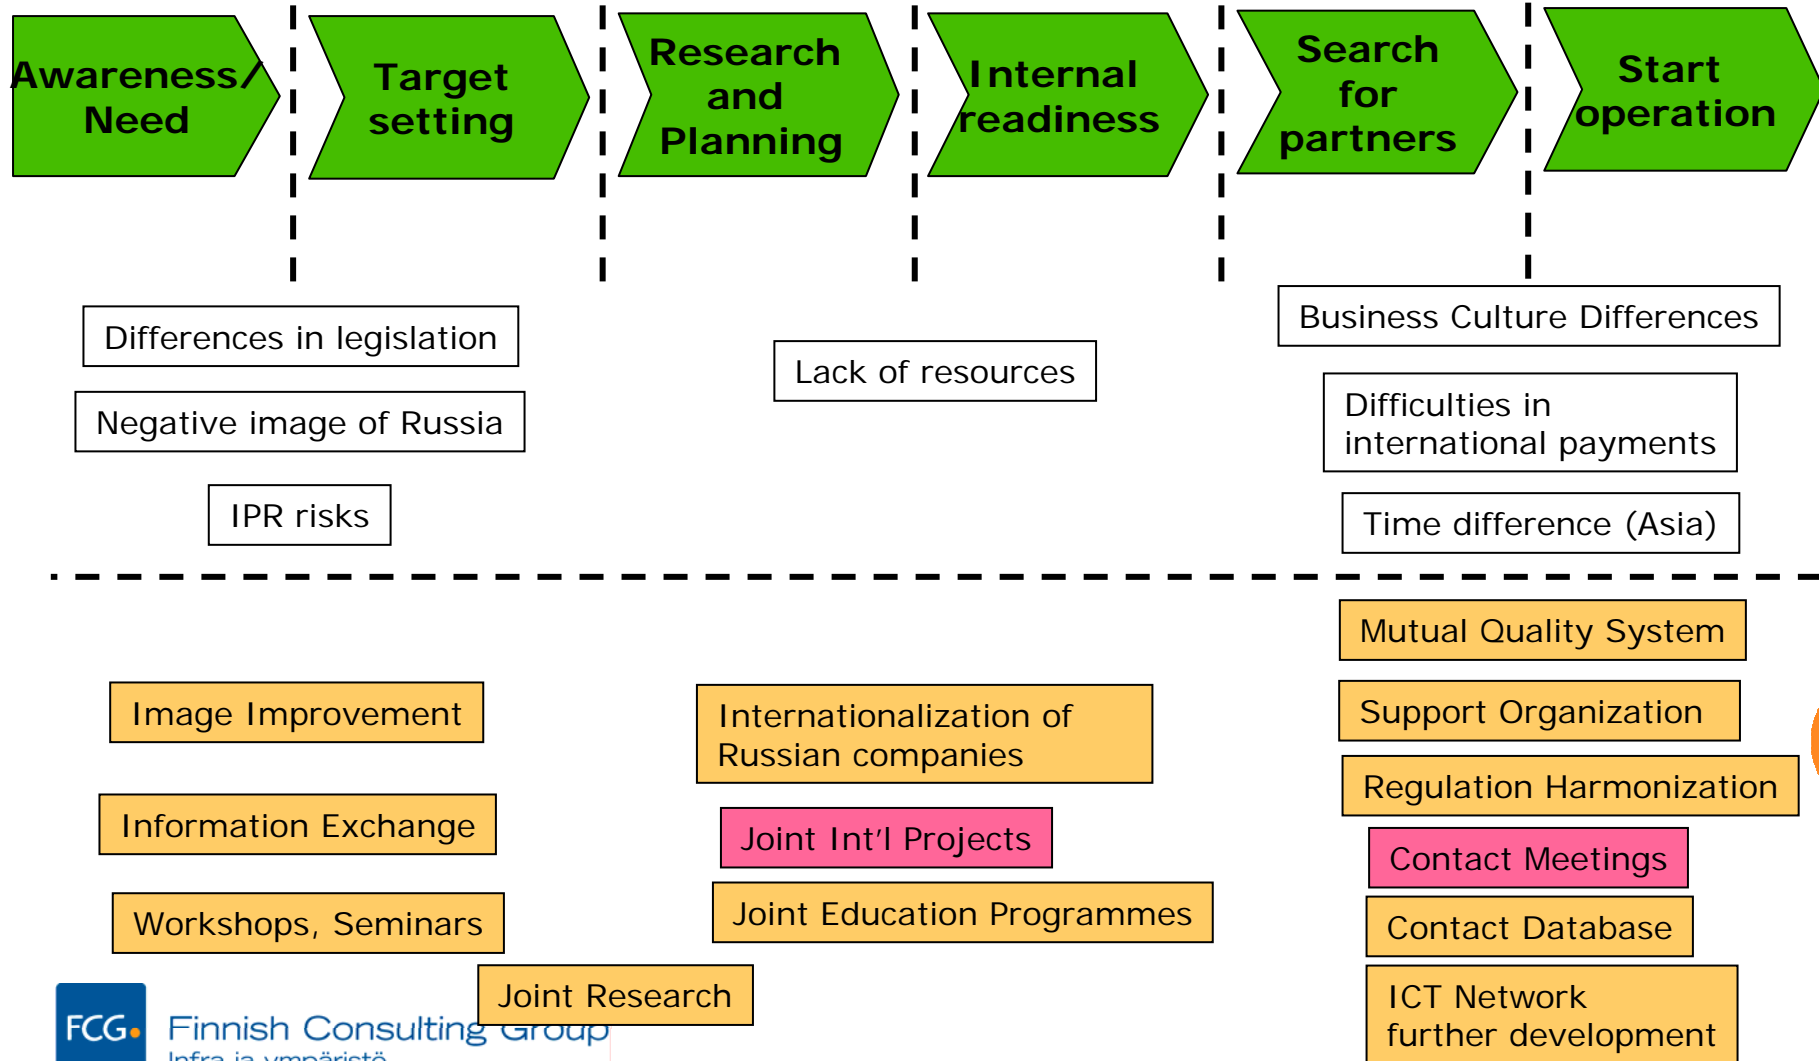 Awareness/
Need
Target
setting
Research
and
Planning
Internal
readiness
Search
for
partners
Start
operation
Differences in legislation
Negative image of Russia
IPR risks
Lack of resources
Business Culture Differences
Difficulties in
international payments
Time difference (Asia)
Image Improvement
Information Exchange
Workshops, Seminars
Joint Research
Internationalization of
Russian companies
Joint Int'l Projects
Joint Education Programmes
Mutual Quality System
Support Organization
Regulation Harmonization
Contact Meetings
Contact Database
ICT Network
further development
FCG
Finnish Consulting Group
Infra ja ympäristö